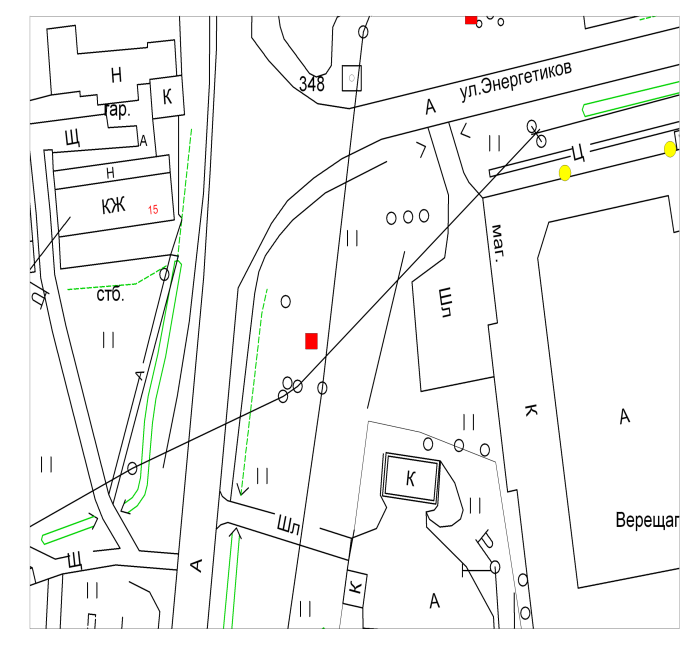 Н
348
А
ул.Энергетиков
К
гар.
Щ
А
Н
КЖ
15
Ц
маг.
стб.
Д
Шл
А
К
А
К
Верещаг
Шл
Щ
А
К
А